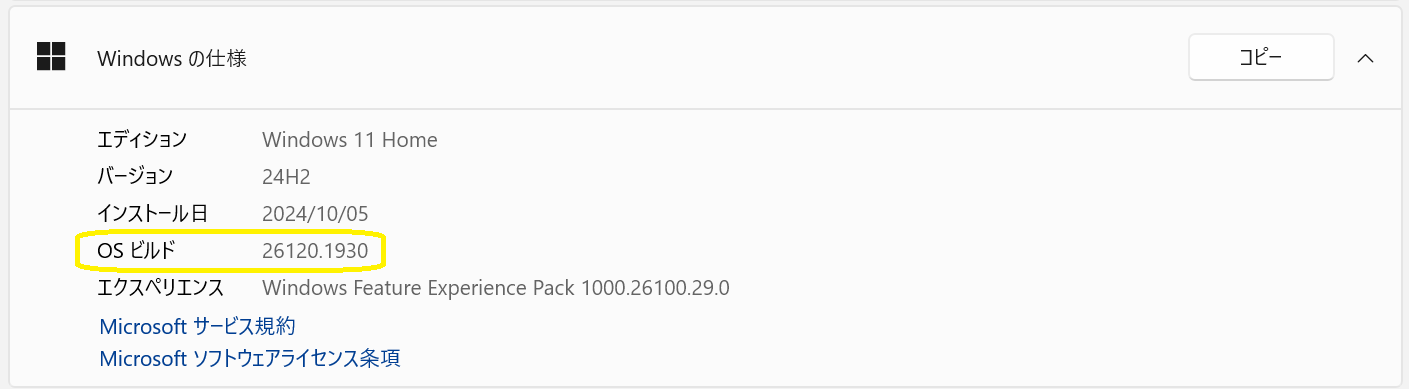 Windows の仕様
コピー
エディション Windows 11 Home
バージョン 24H2
インストール日 2024/10/05
OS ビルド 26120.1930
エクスペリエンス Windows Feature Experience Pack 1000.26100.29.0
Microsoft サービス規約
Microsoft ソフトウェアライセンス条項